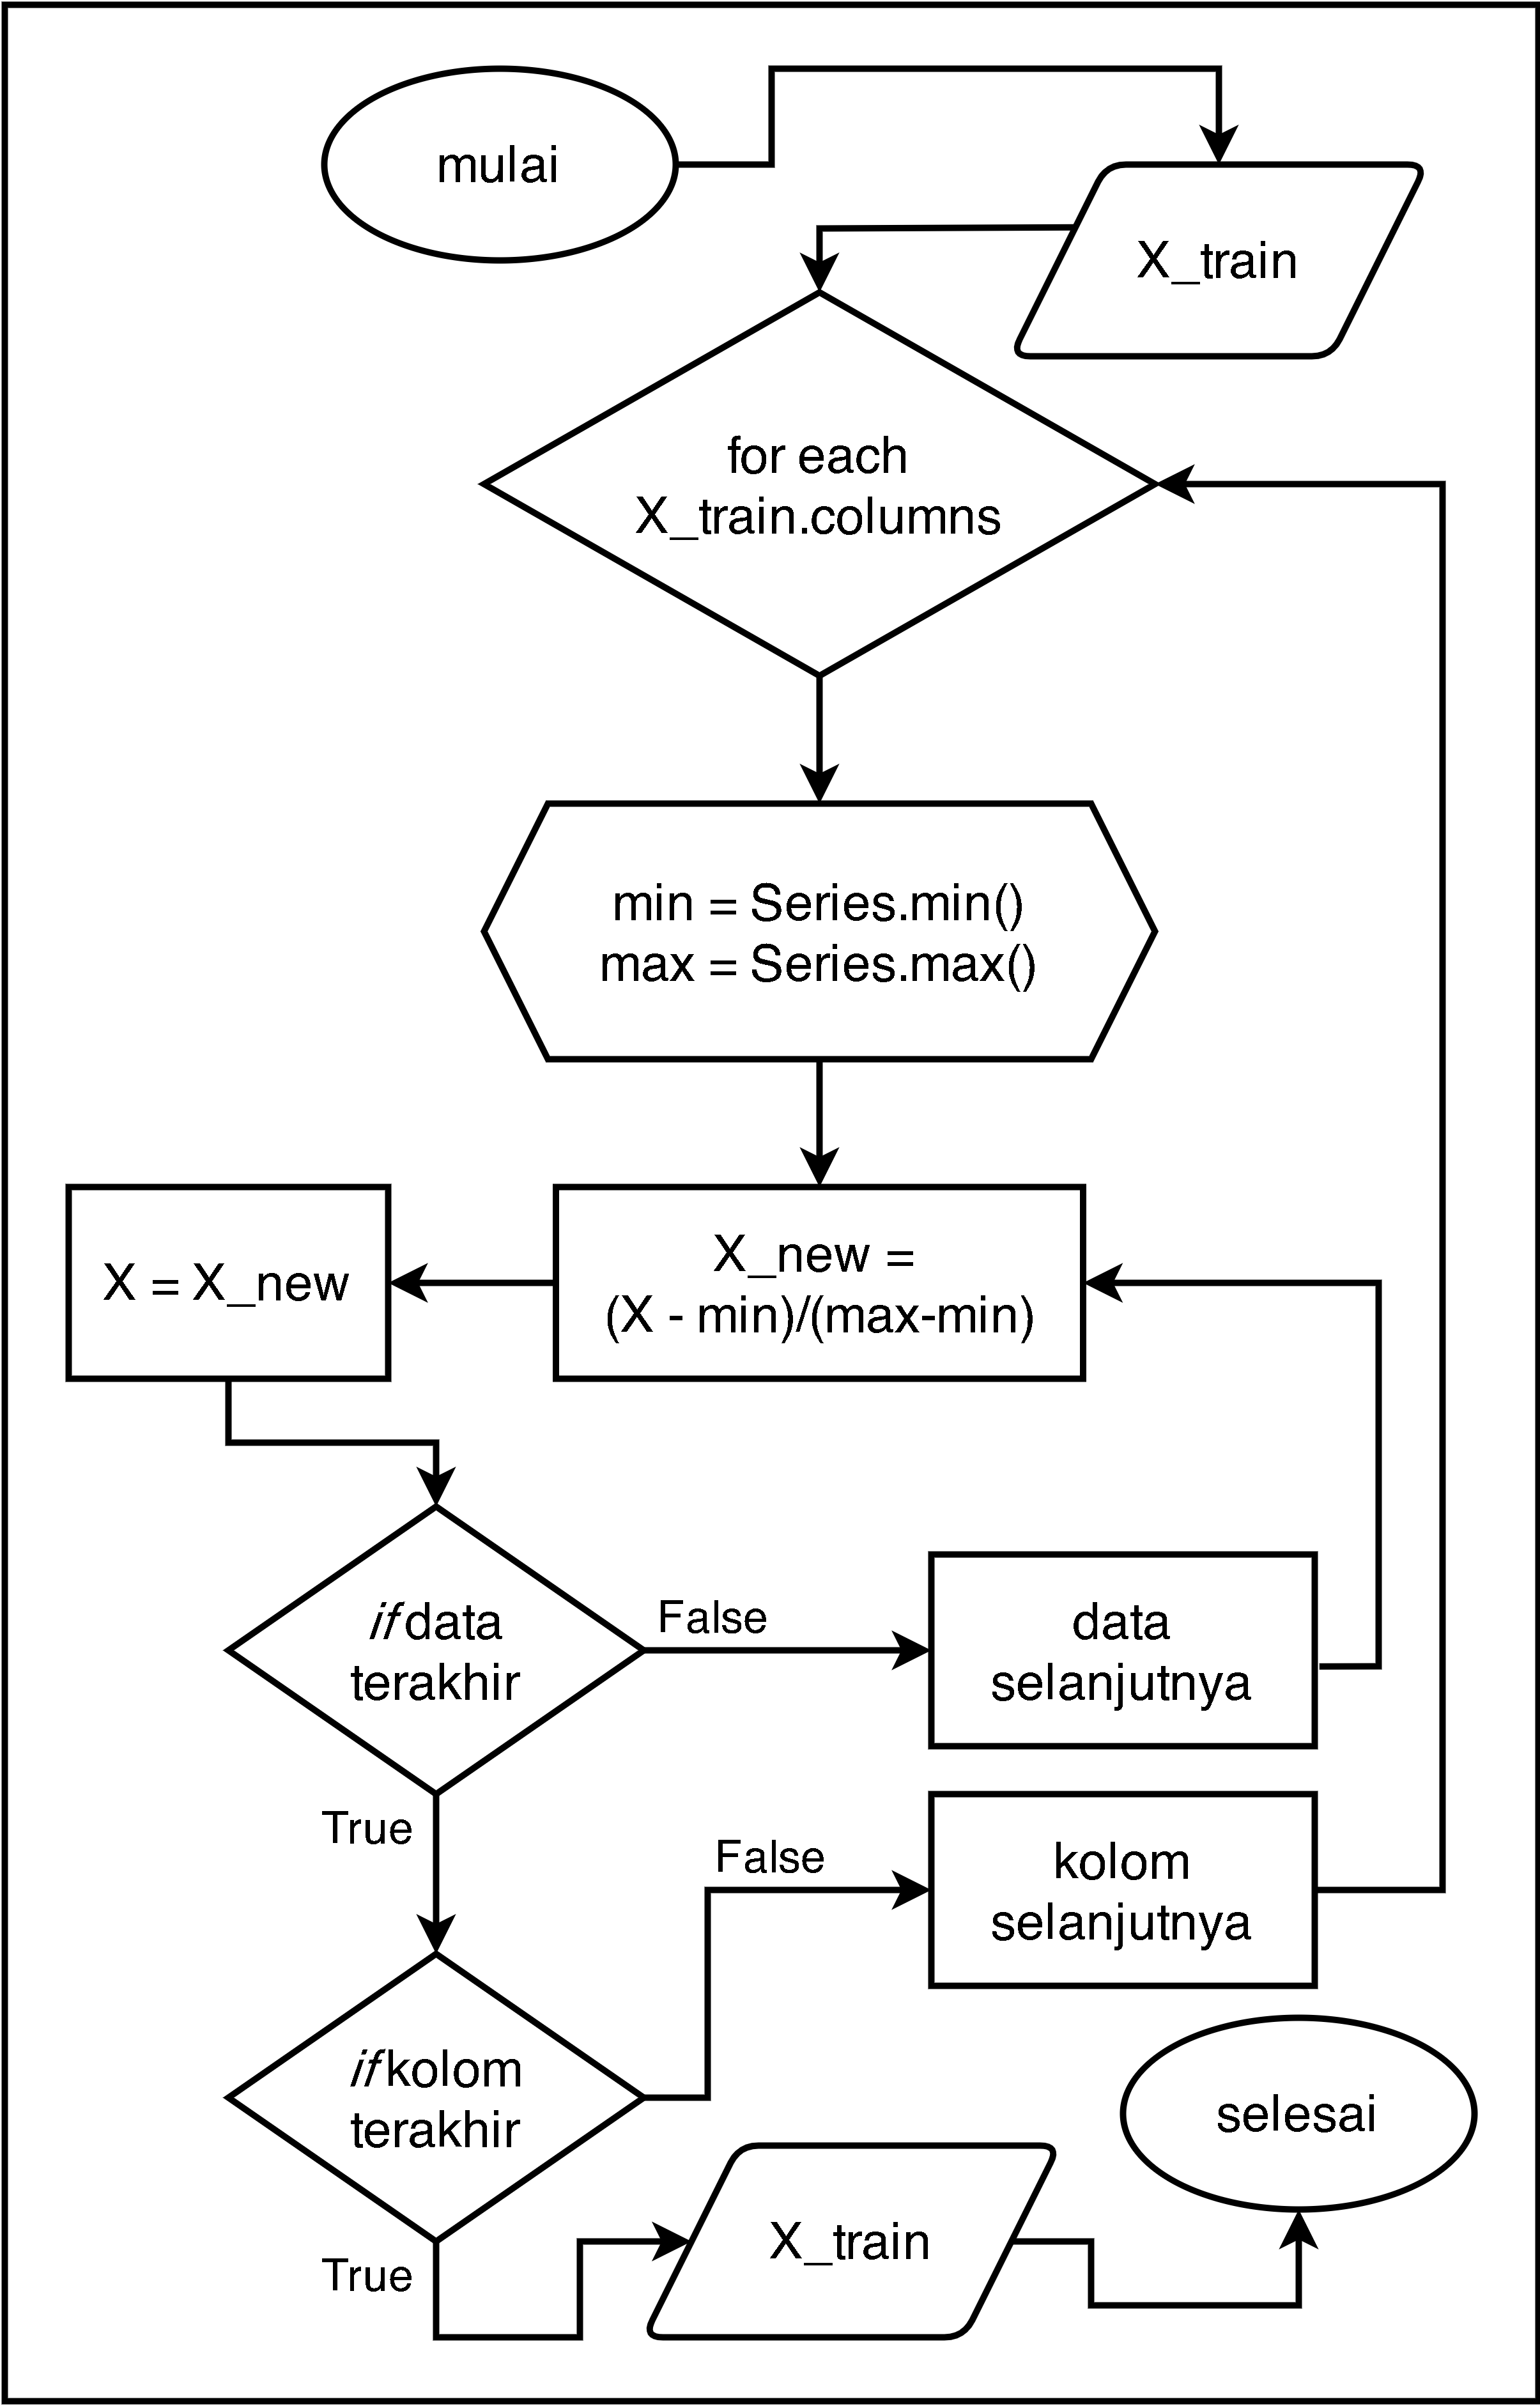 mulai
X_train
for each
X_train.columns
min = Series.min()
max = Series.max()
X_new =
(X - min)/(max-min)
X = X_new
if data
terakhir
False
data
selanjutnya
True
False
kolom
selanjutnya
if kolom
terakhir
True
X_train
selesai